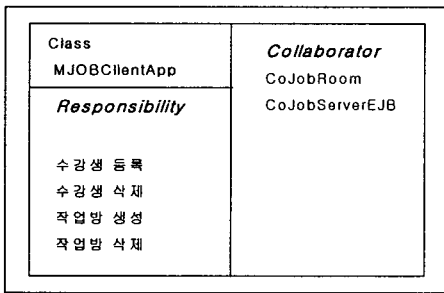 Class
MJOBClientApp
Responsibility
수강생 등록
수강생 삭제
작업방 생성
작업방 삭제
Collaborator
CoJobRoom
CoJobServerEJB